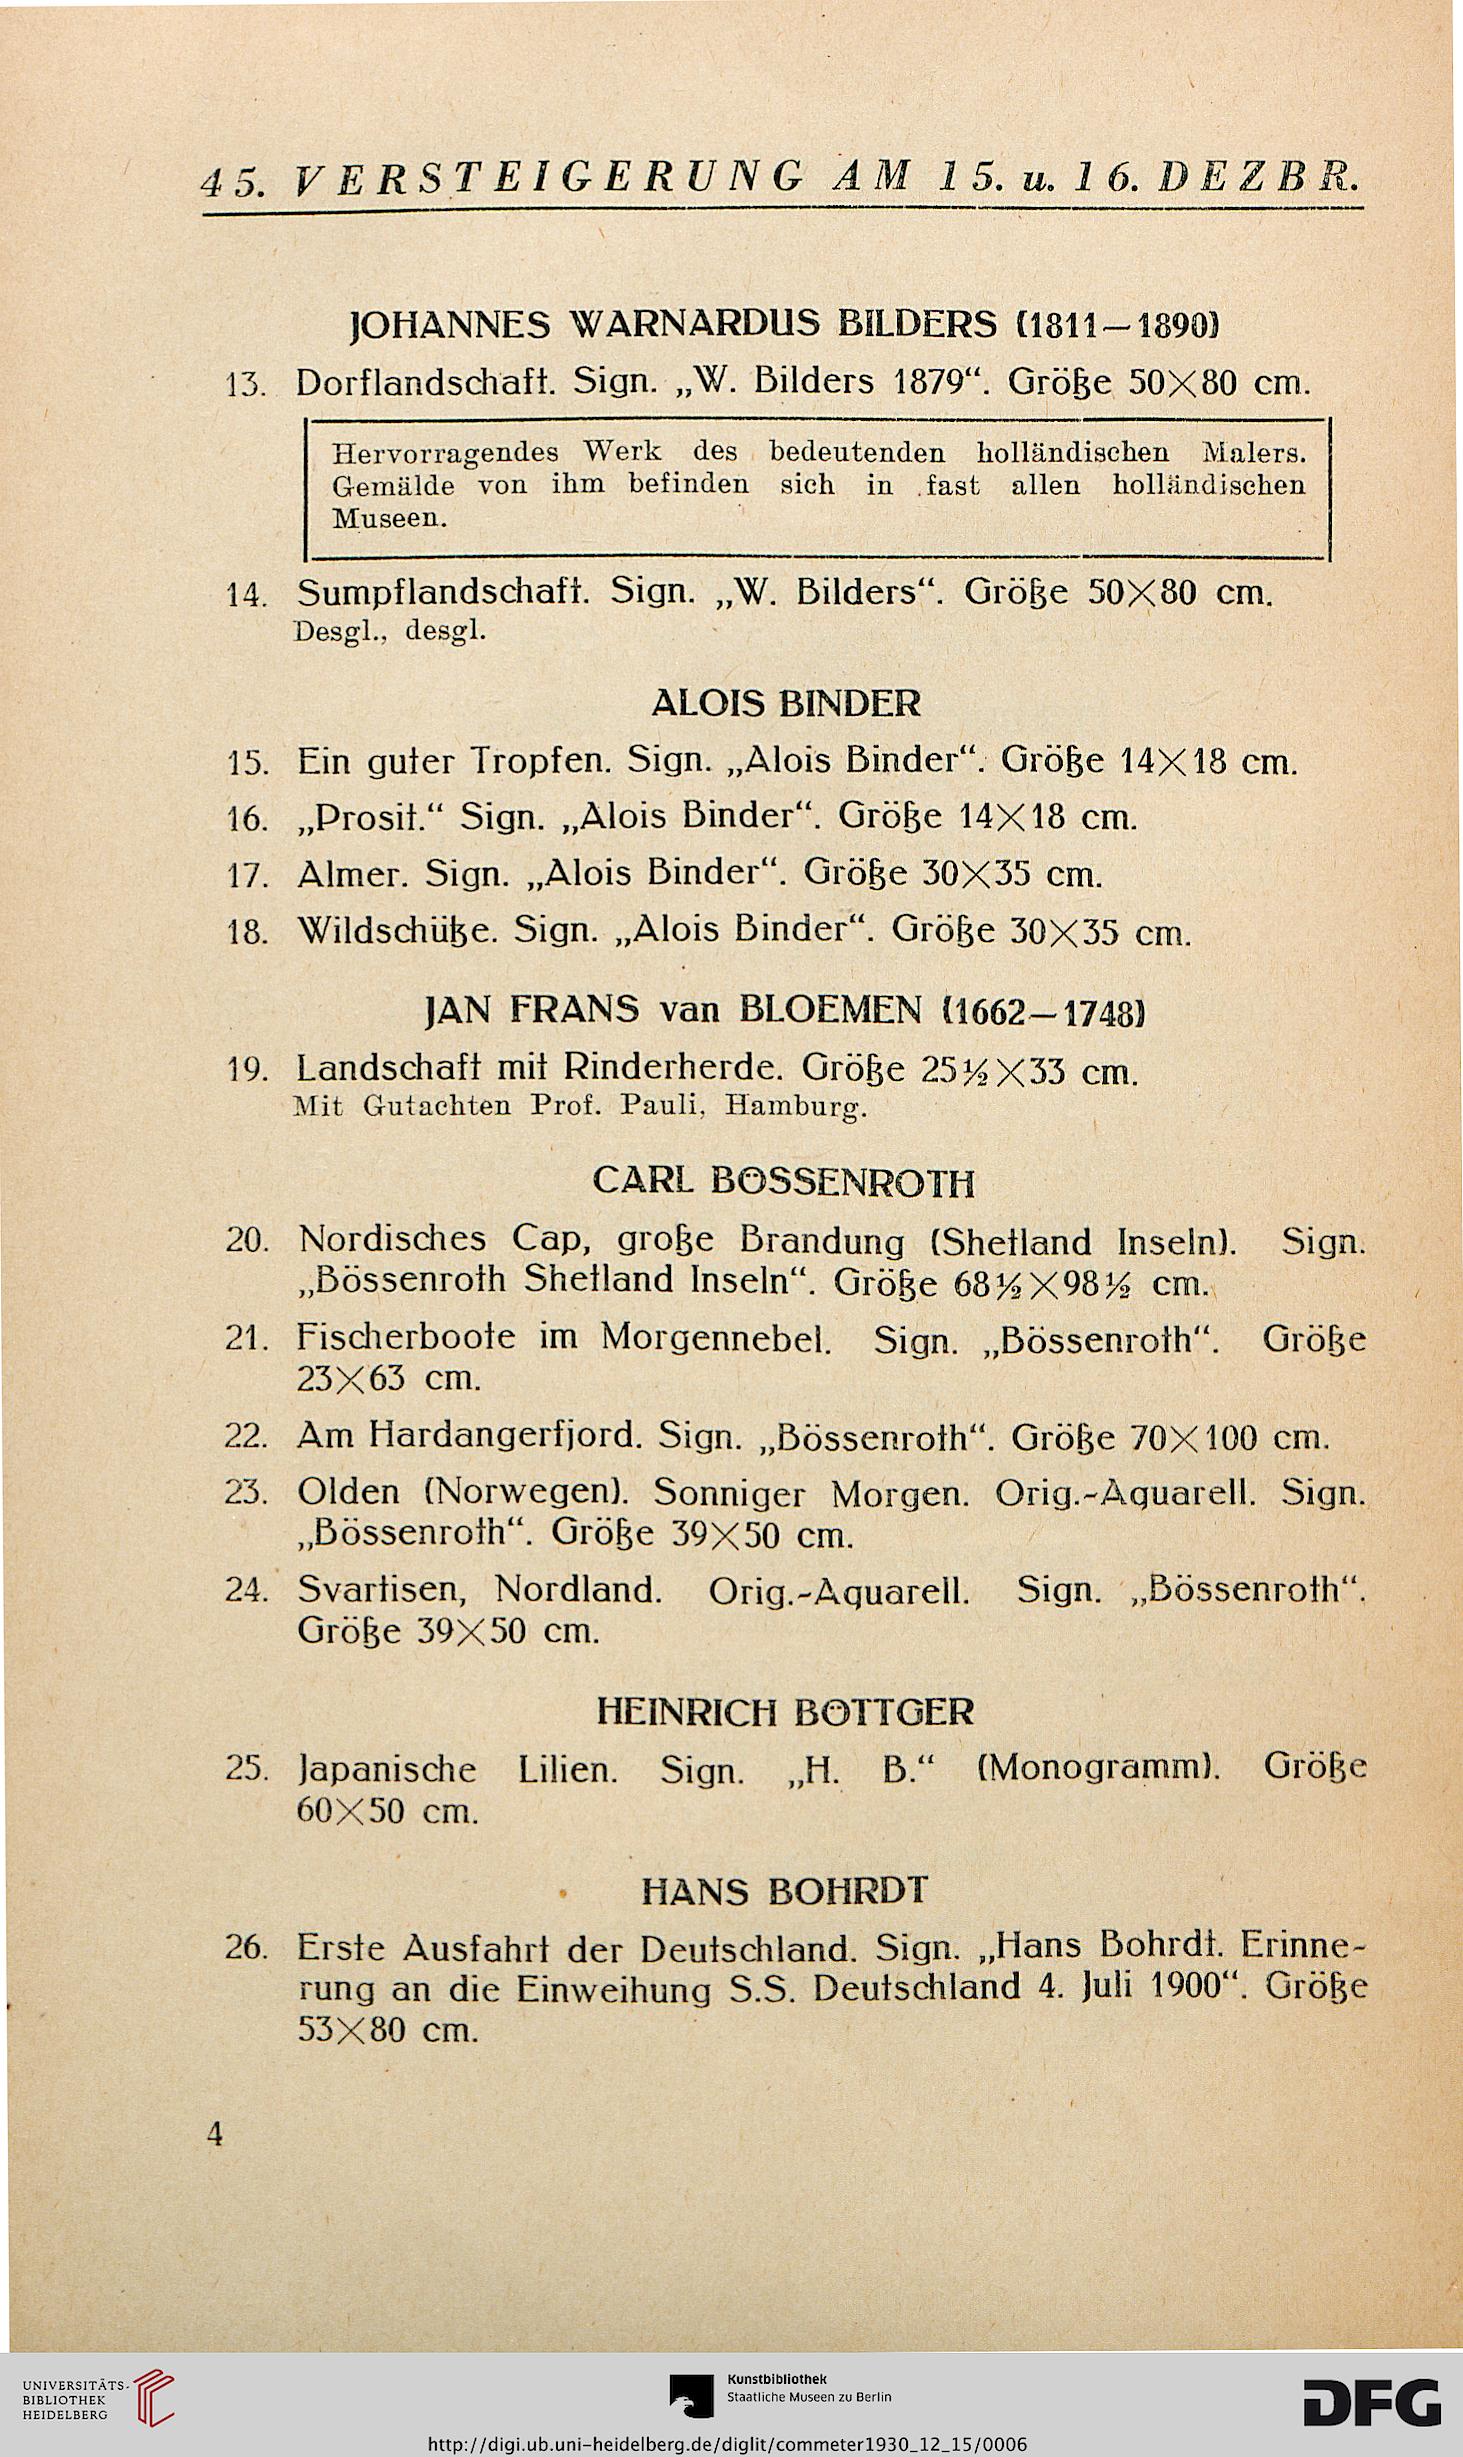 45. VERSTEIGERUNG AM 15. u. 16. DEZBR.
JOHANNES WARNARDUS BILDERS (1811—1890)
13. Dorflandschaft. Sign. „W. Bilders 1879“. Größe 50×80 cm.
Hervorragendes Werk des bedeutenden holländischen Malers.
Gemälde von ihm befinden sich in fast allen holländischen
Museen.
14. Sumpflandschaft. Sign. „W. Bilders“. Größe 50×80 cm.
Desgl., desgl.
ALOIS BINDER
15. Ein guter Tropfen. Sign. „Alois Binder“. Größe 14×18 cm.
16. „Prosit.“ Sign. „Alois Binder“. Größe 14×18 cm.
17. Almer. Sign. „Alois Binder“. Größe 30×35 cm.
18. Wildschütze. Sign. „Alois Binder“. Größe 30×35 cm.
JAN FRANS van BLOEMEN (1662—1748)
19. Landschaft mit Rinderherde. Größe 25½×33 cm.
Mit Gutachten Prof. Pauli, Hamburg.
CARL BÖSSENROTH
20. Nordisches Cap, große Brandung (Shetland Inseln). Sign.
„Bössenroth Shetland Inseln“. Größe 68½×98½ cm.
21. Fischerboote im Morgennebel. Sign. „Bössenroth“. Größe
23×63 cm.
22. Am Hardangerfjord. Sign. „Bössenroth“. Größe 70×100 cm.
23. Olden (Norwegen). Sonniger Morgen. Orig.-Aquarell. Sign.
„Bössenroth“. Größe 39×50 cm.
24. Svartisen, Nordland. Orig.-Aquarell. Sign. „Bössenroth“.
Größe 39×50 cm.
HEINRICH BÖTTGER
25. Japanische Lilien. Sign. „H. B.“ (Monogramm). Größe
60×50 cm.
HANS BOHRDT
26. Erste Ausfahrt der Deutschland. Sign. „Hans Bohrdt. Erinne-
rung an die Einweihung S.S. Deutschland 4. Juli 1900“. Größe
53×80 cm.
4
UNIVERSITÄTS-
BIBLIOTHEK
HEIDELBERG
Kunstbibliothek
Staatliche Museen zu Berlin
DFG
http://digi.ub.uni-heidelberg.de/diglit/commeter1930_12_15/0006